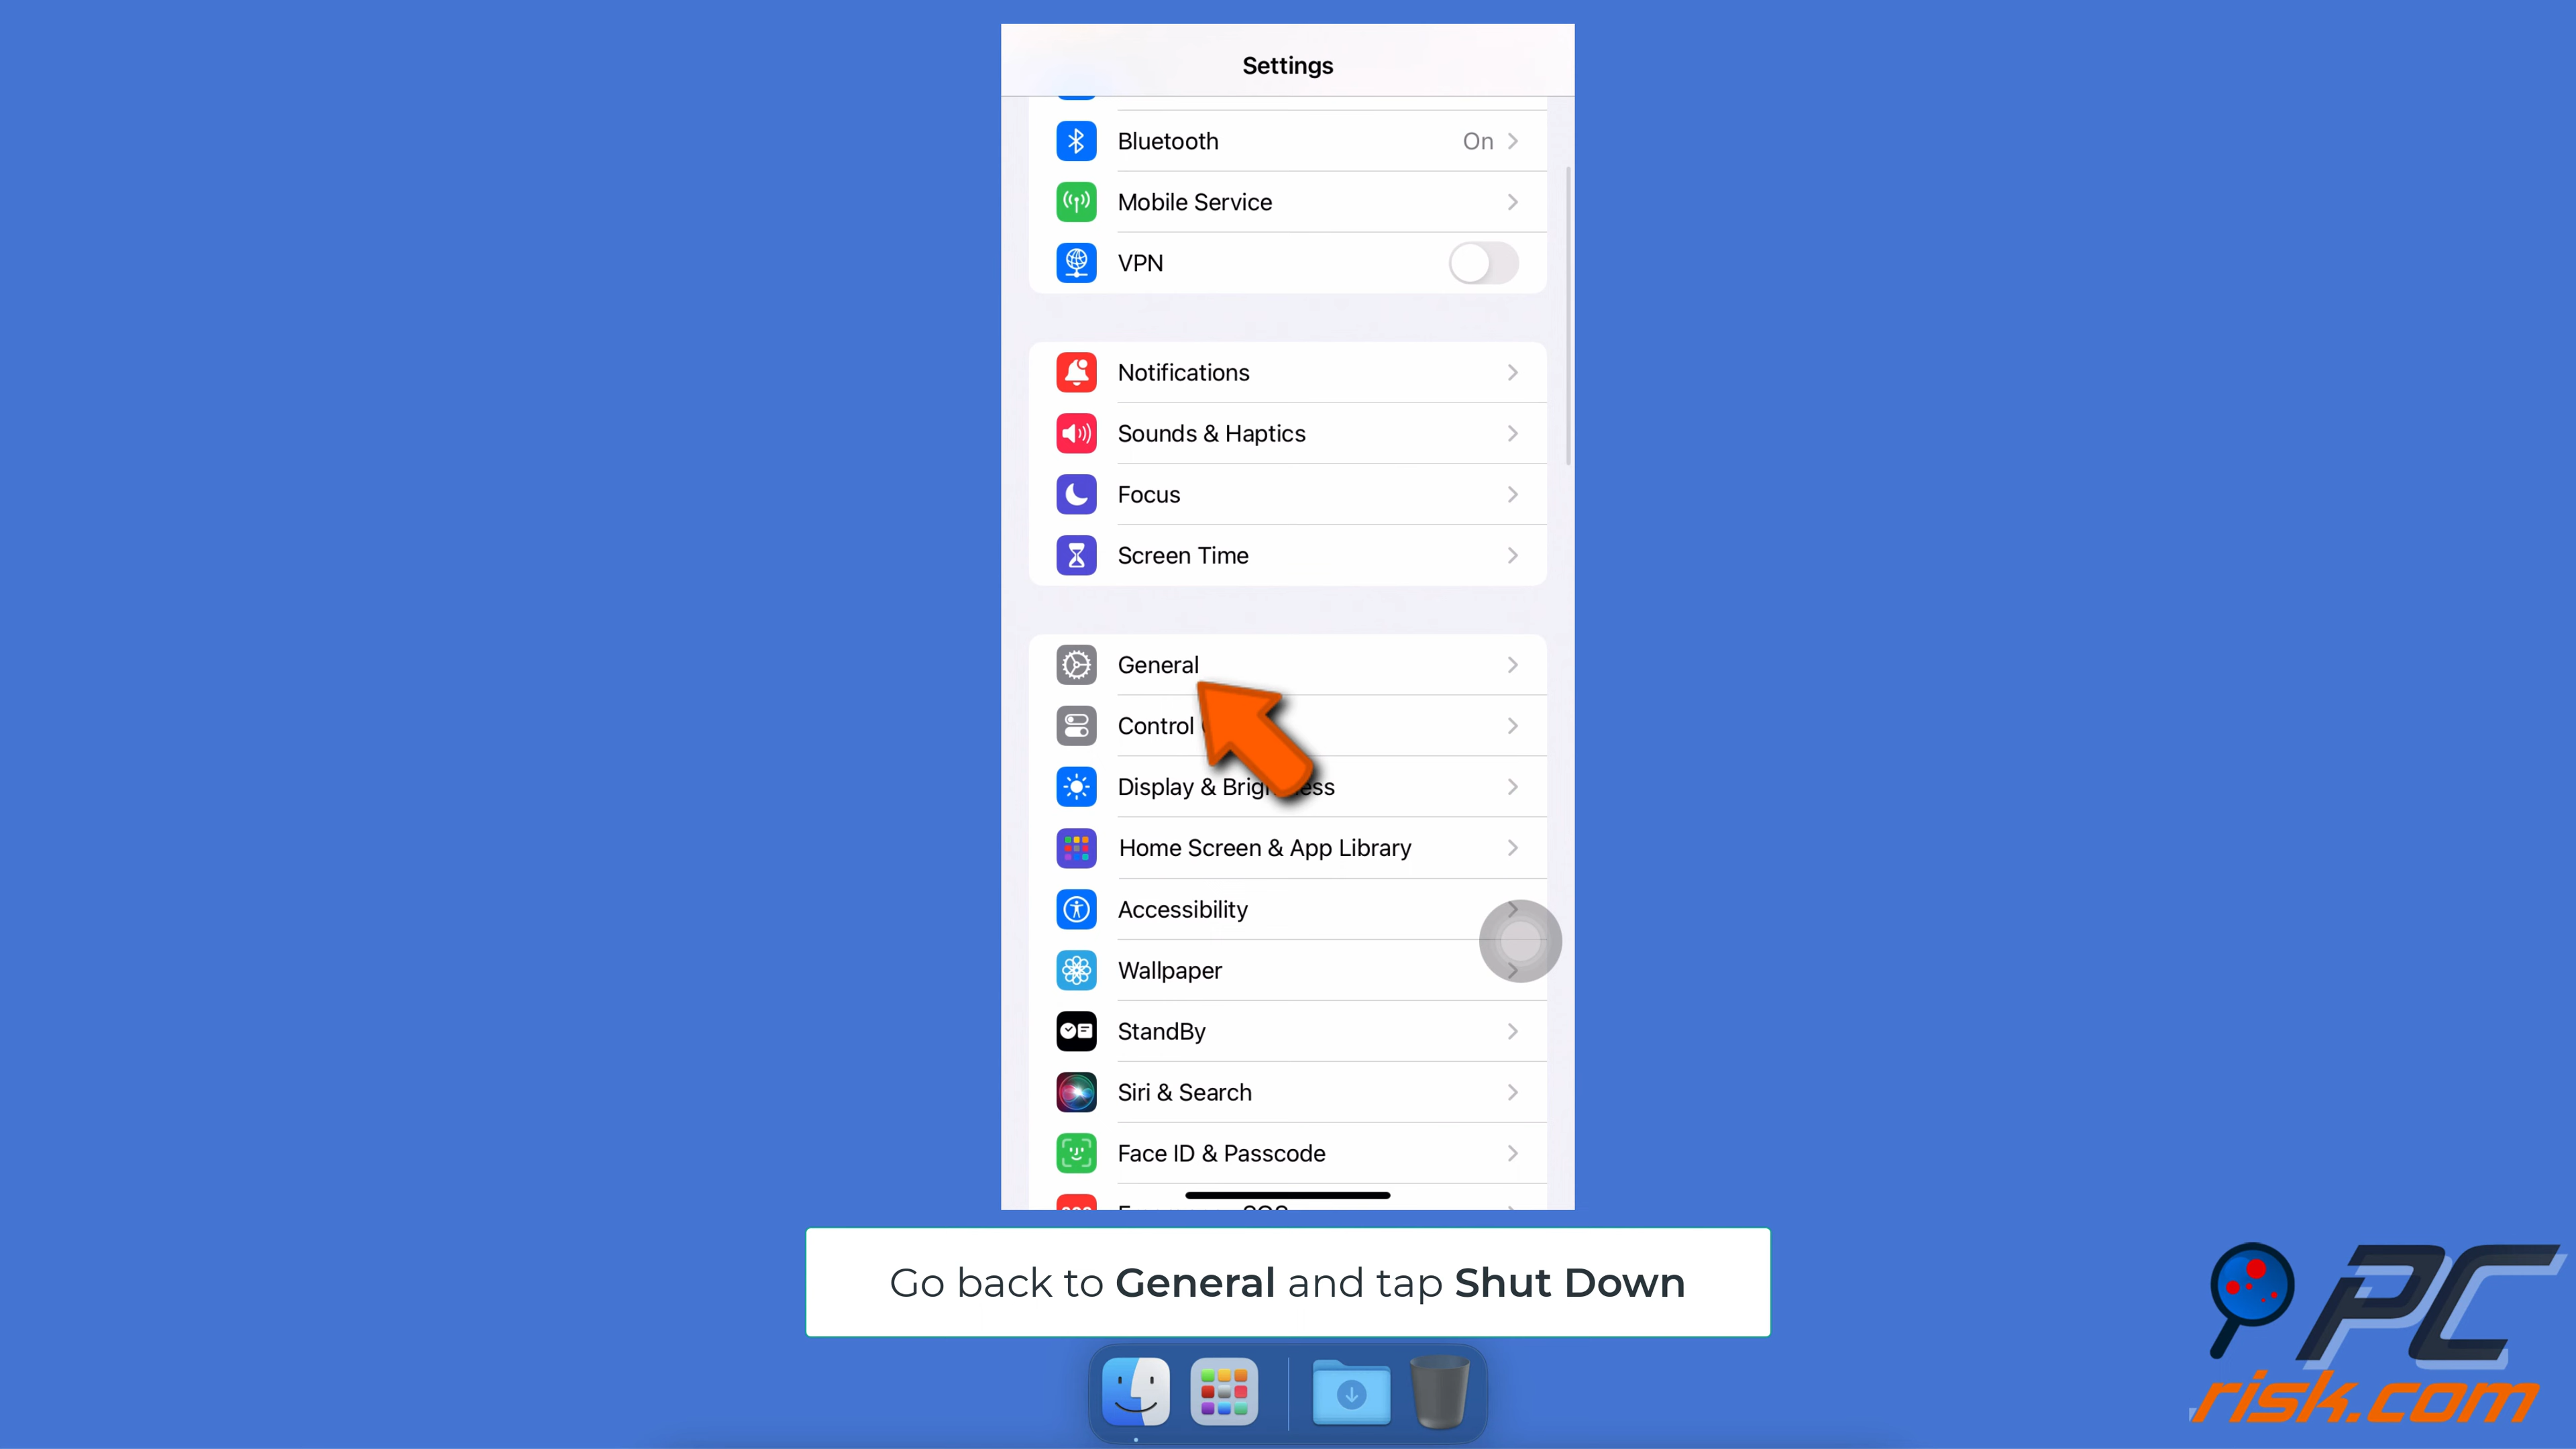 Settings
Bluetooth On
Mobile Service
VPN
Notifications
Sounds & Haptics
Focus
Screen Time
General
Control
Display & Brightness
Home Screen & App Library
Accessibility
Wallpaper
StandBy
Siri & Search
Face ID & Passcode
Go back to General and tap Shut Down
PC
risk.com